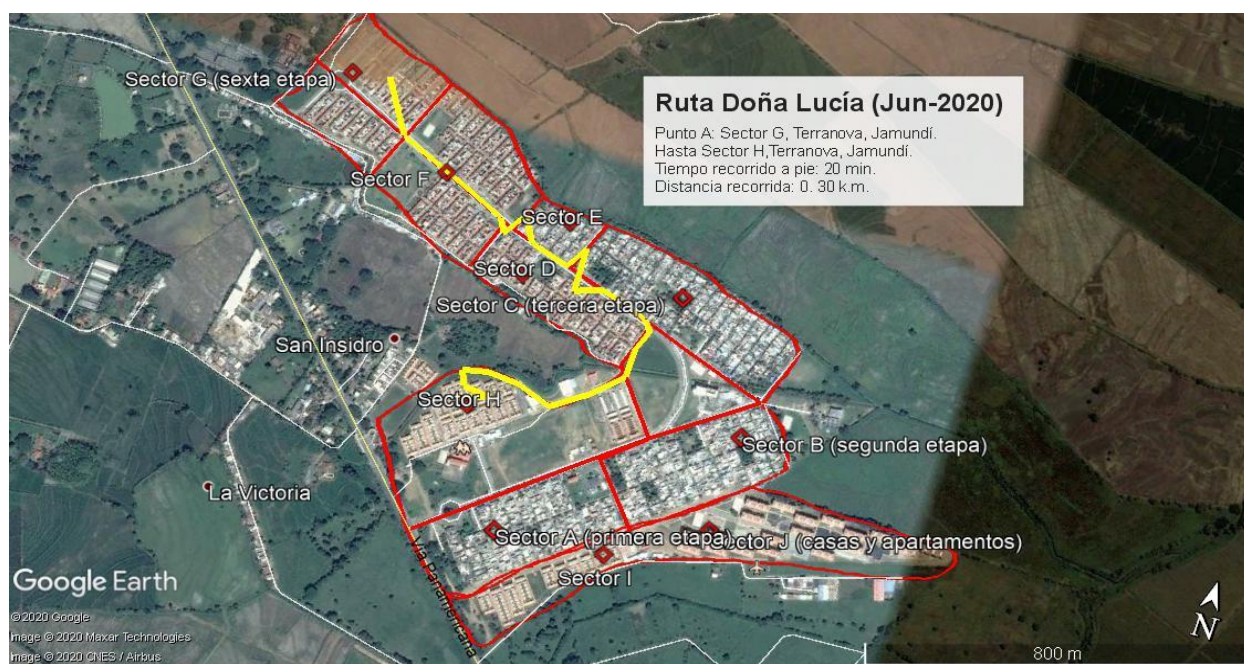 Sector G (sexta etapa)
Ruta Doña Lucía (Jun-2020)
Punto A: Sector G, Terranova, Jamundí.
Hasta Sector H,Terranova, Jamundí.
Tiempo recorrido a pie: 20 min.
Distancia recorrida: 0. 30 k.m.
Sector F
Sector E
Sector D
Sector C (tercera etapa)
San Insidro
Sector H
Sector B (segunda etapa)
La Victoria
Sector A (primera etapa)
Sector J (casas y apartamentos)
Sector I
Vía Panamericana
Google Earth
© 2020 Google
Image © 2020 Maxar Technologies
Image © 2020 CNES / Airbus
N
800 m